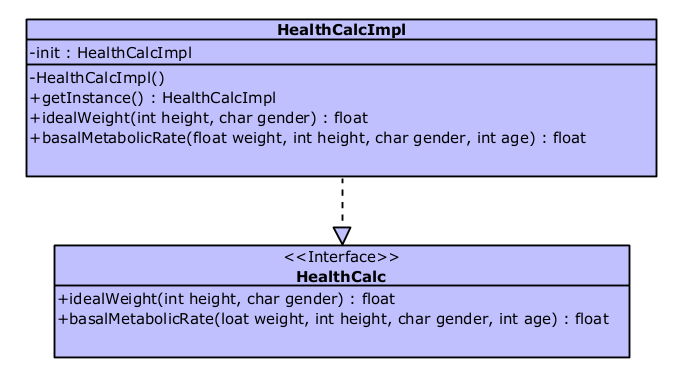 HealthCalcImpl
-init : HealthCalcImpl
-HealthCalcImpl()
+getInstance() : HealthCalcImpl
+idealWeight(int height, char gender) : float
+basalMetabolicRate(float weight, int height, char gender, int age) : float
<<Interface>>
HealthCalc
+idealWeight(int height, char gender) : float
+basalMetabolicRate(loat weight, int height, char gender, int age) : float